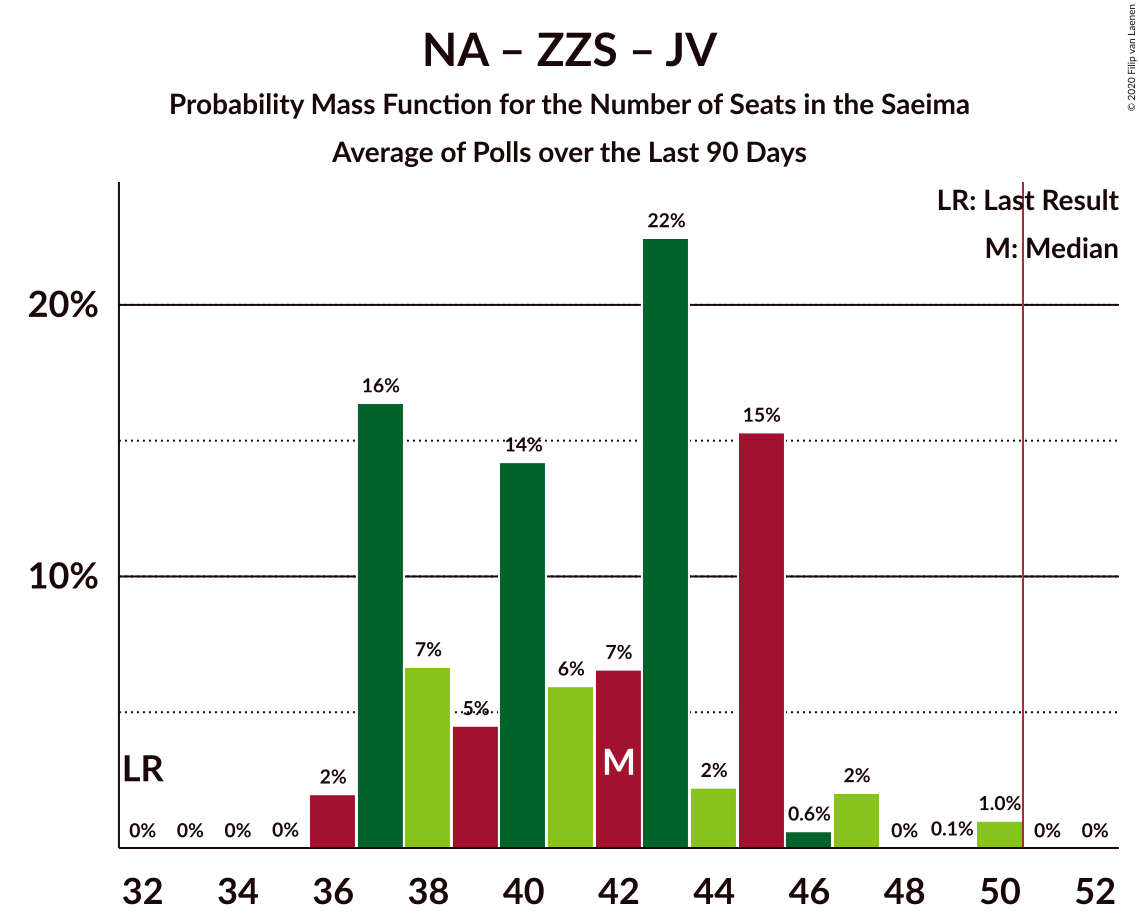 NA – ZZS – JV
Probability Mass Function for the Number of Seats in the Saeima
Average of Polls over the Last 90 Days
© 2020 Filip van Laenen
LR: Last Result
M: Median
20%
10%
22%
16%
15%
14%
7%
5%
6%
7%
2%
2%
2%
0.6%
0.1%
1.0%
0% 0% 0% 0%
0%
0% 0%
LR
M
32 34 36 38 40 42 44 46 48 50 52